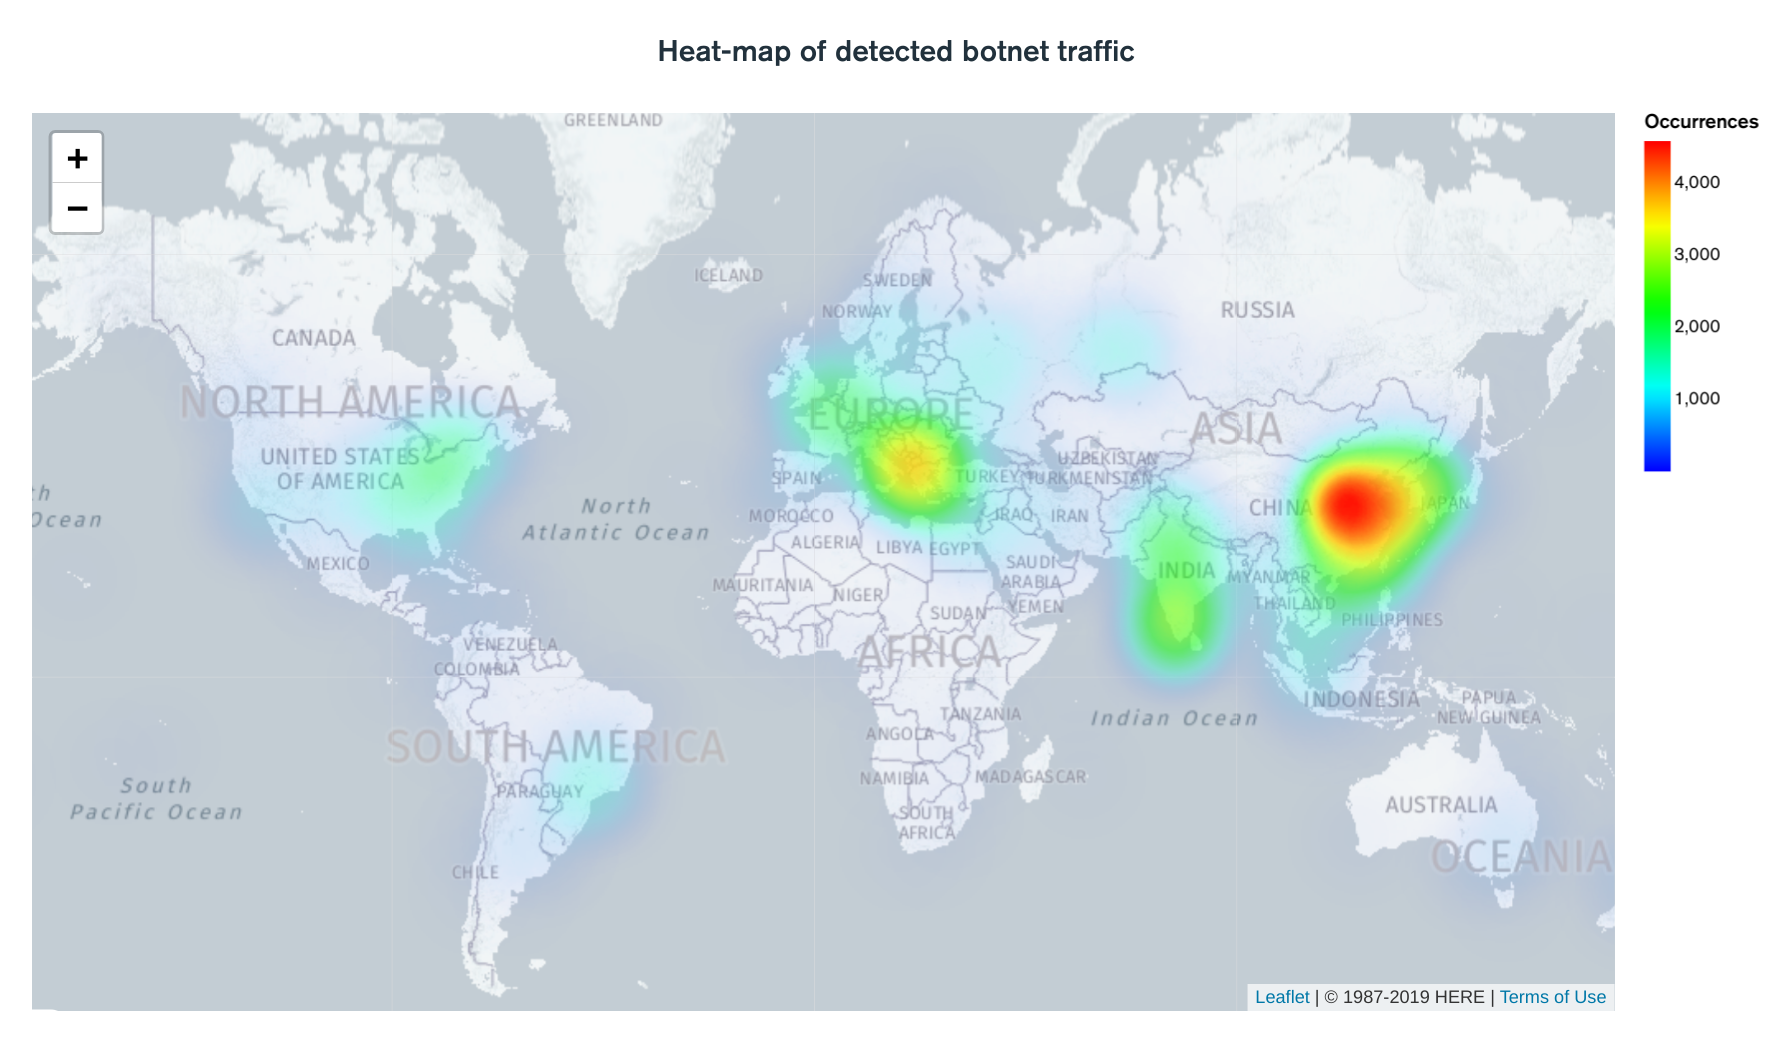 Heat-map of detected botnet traffic
Occurrences
4,000
3,000
2,000
1,000
+
−
GREENLAND
ICELAND
SWEDEN
NORWAY
RUSSIA
CANADA
NORTH AMERICA
EUROPE
ASIA
UNITED STATES
OF AMERICA
SPAIN
TURKEY
UZBEKISTAN
TURKMENISTAN
CHINA
JAPAN
th
Ocean
North
Atlantic Ocean
MOROCCO
IRAQ
IRAN
ALGERIA
LIBYA
EGYPT
MEXICO
SAUDI
ARABIA
INDIA
MYANMAR
MAURITANIA
NIGER
SUDAN
YEMEN
THAILAND
PHILIPPINES
VENEZUELA
COLOMBIA
AFRICA
INDONESIA
PAPUA
NEW GUINEA
TANZANIA
Indian Ocean
ANGOLA
SOUTH AMERICA
NAMIBIA
MADAGASCAR
PARAGUAY
South
Pacific Ocean
SOUTH
AFRICA
AUSTRALIA
OCEANIA
CHILE
Leaflet | © 1987-2019 HERE | Terms of Use